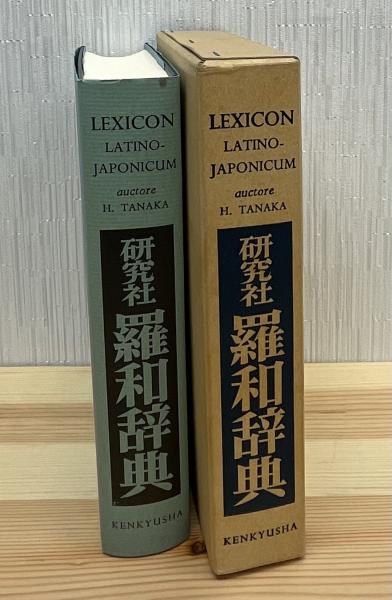 LEXICON
LATINO-
JAPONICUM
auctore
H. TANAKA
研究社
羅和辞典
KENKYUSHA
LEXICON
LATINO-
JAPONICUM
auctore
H. TANAKA
研究社
羅和辞典
KENKYUSHA